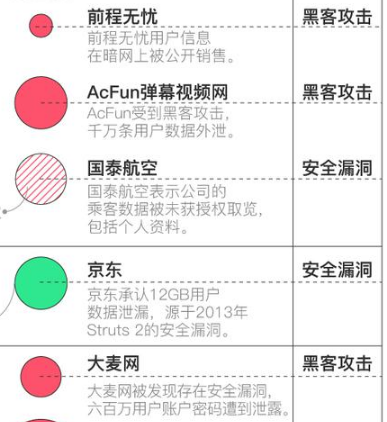 前程无忧 黑客攻击
前程无忧用户信息
在暗网上被公开销售。
AcFun弹幕视频网 黑客攻击
AcFun受到黑客攻击，
千万条用户数据外泄。
国泰航空 安全漏洞
国泰航空表示公司的
乘客数据被未获授权取览，
包括个人资料。
京东 安全漏洞
京东承认12GB用户
数据泄漏，源于2013年
Struts 2的安全漏洞。
大麦网 黑客攻击
大麦网被发现存在安全漏洞，
六百万用户账户密码遭到泄露。